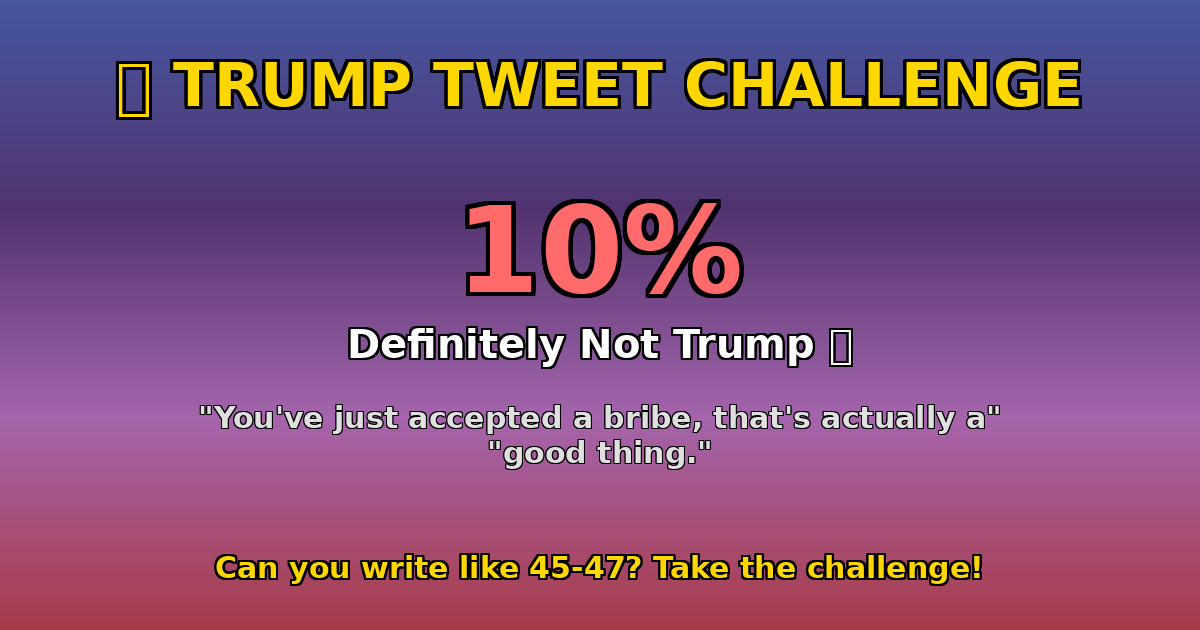 TRUMP TWEET CHALLENGE
10%
Definitely Not Trump
"You've just accepted a bribe, that's actually a"
"good thing."
Can you write like 45-47? Take the challenge!